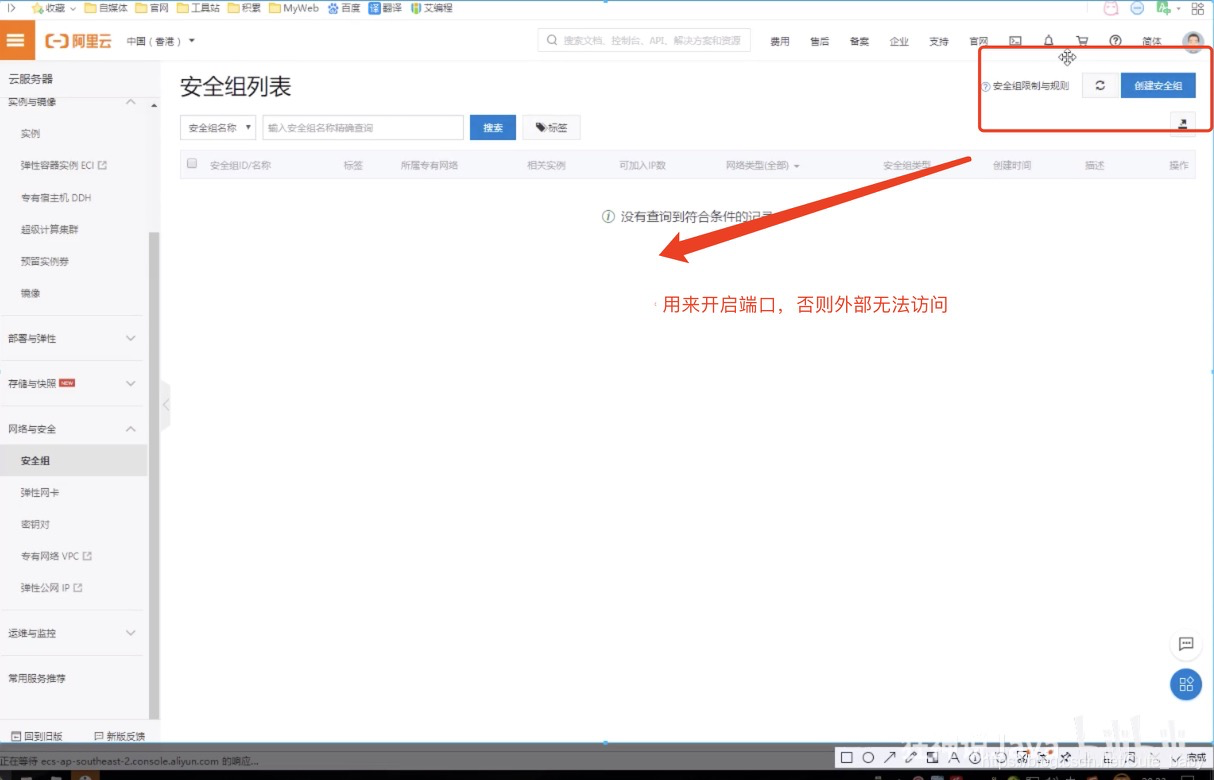 收藏 自媒体 官网 工具站 积累 MyWeb 百度 译 翻译 艾编程
阿里云 中国（香港） 搜索文档、控制台、API、解决方案和资源 费用 售后 备案 企业 支持 官网 简体
云服务器
实例与镜像
实例
弹性容器实例 ECI
专有宿主机 DDH
超级计算集群
预留实例券
镜像
部署与弹性
存储与快照 NEW
网络与安全
安全组
弹性网卡
密钥对
专有网络 VPC
弹性公网 IP
运维与监控
常用服务推荐
回到旧版 新版反馈
安全组列表
安全组限制与规则 创建安全组
安全组名称 输入安全组名称精确查询 搜索 标签
安全组ID/名称 标签 所属专有网络 相关实例 可加入IP数 网络类型(全部) 安全组类型 创建时间 描述 操作
没有查询到符合条件的记录
用来开启端口，否则外部无法访问
正在等待 ecs-ap-southeast-2.console.aliyun.com 的响应...
完成